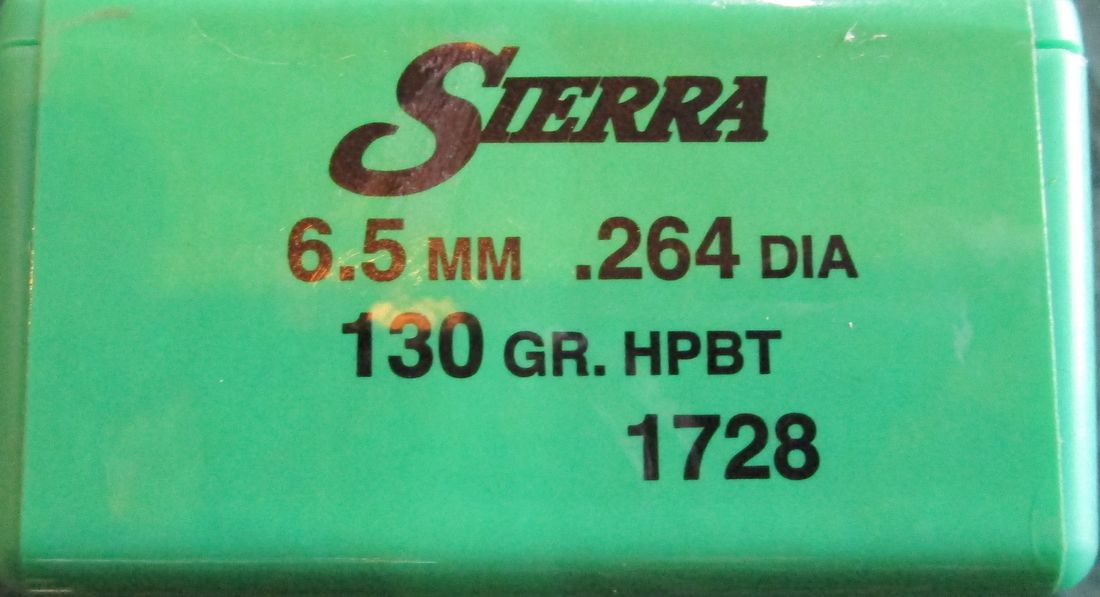 SIERRA
6.5 MM .264 DIA
130 GR. HPBT
1728